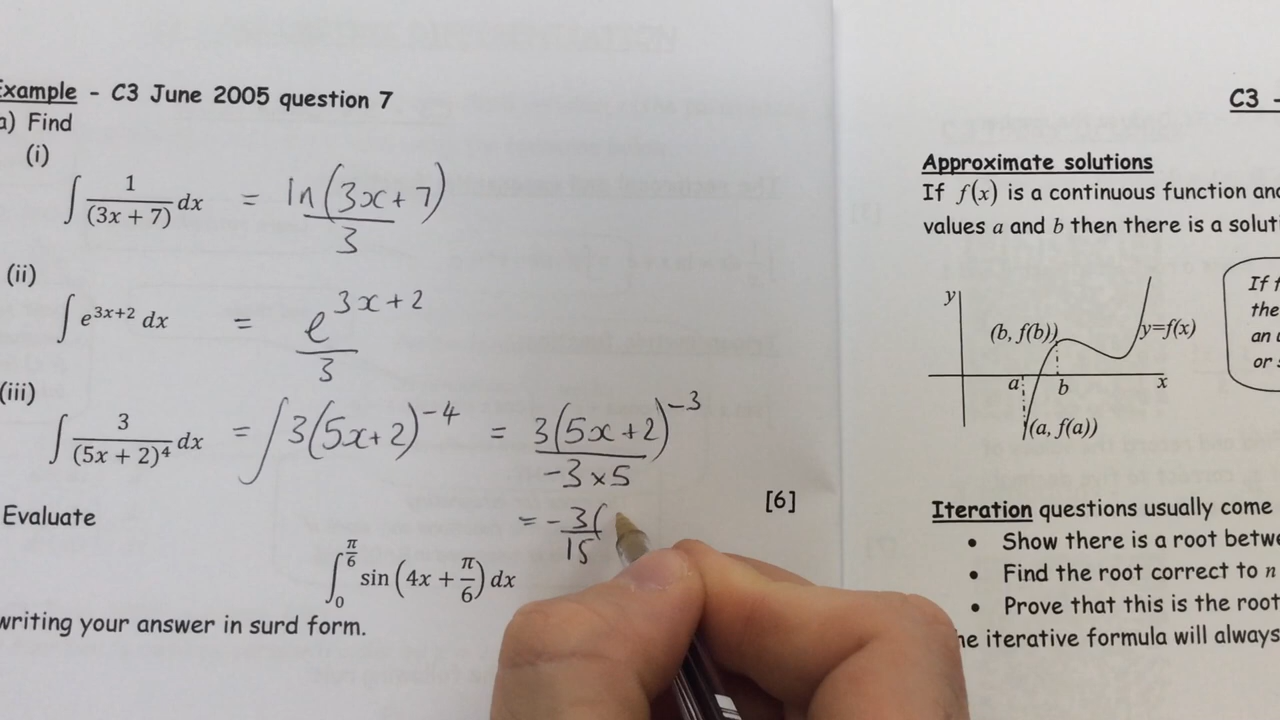 Example - C3 June 2005 question 7
a) Find
(i)
∫ 1/(3x + 7) dx = ln(3x+7)/3
(ii)
∫ e^(3x+2) dx = e^(3x+2)/3
(iii)
∫ 3/(5x + 2)^4 dx = ∫ 3(5x+2)^-4 = 3(5x+2)^-3/-3×5
[6]
= -3(/15
Evaluate
∫_0^(π/6) sin (4x + π/6) dx
writing your answer in surd form.
C3 -
Approximate solutions
If f(x) is a continuous function and
values a and b then there is a
y
(b, f(b))
y=f(x)
a
b
x
(a, f(a))
If
the
an
or
Iteration questions usually come
• Show there is a root
• Find the root correct to n
• Prove that this is the root
iterative formula will always